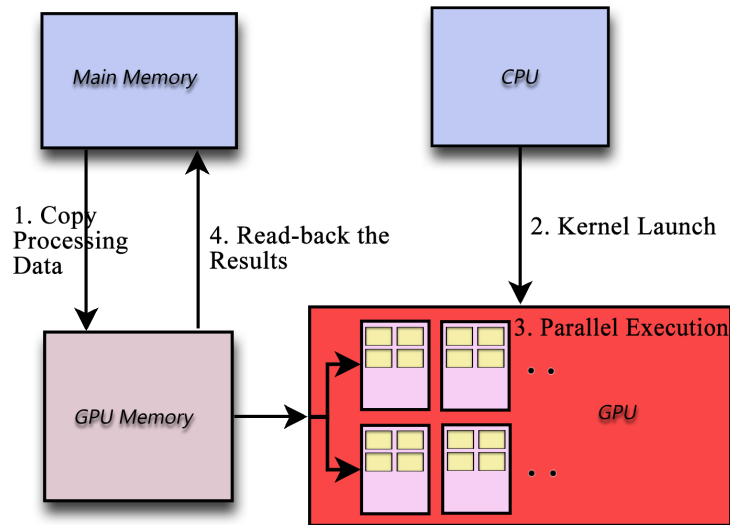 Main Memory
CPU
1. Copy
Processing
Data
4. Read-back the
Results
2. Kernel Launch
3. Parallel Execution
GPU Memory
GPU